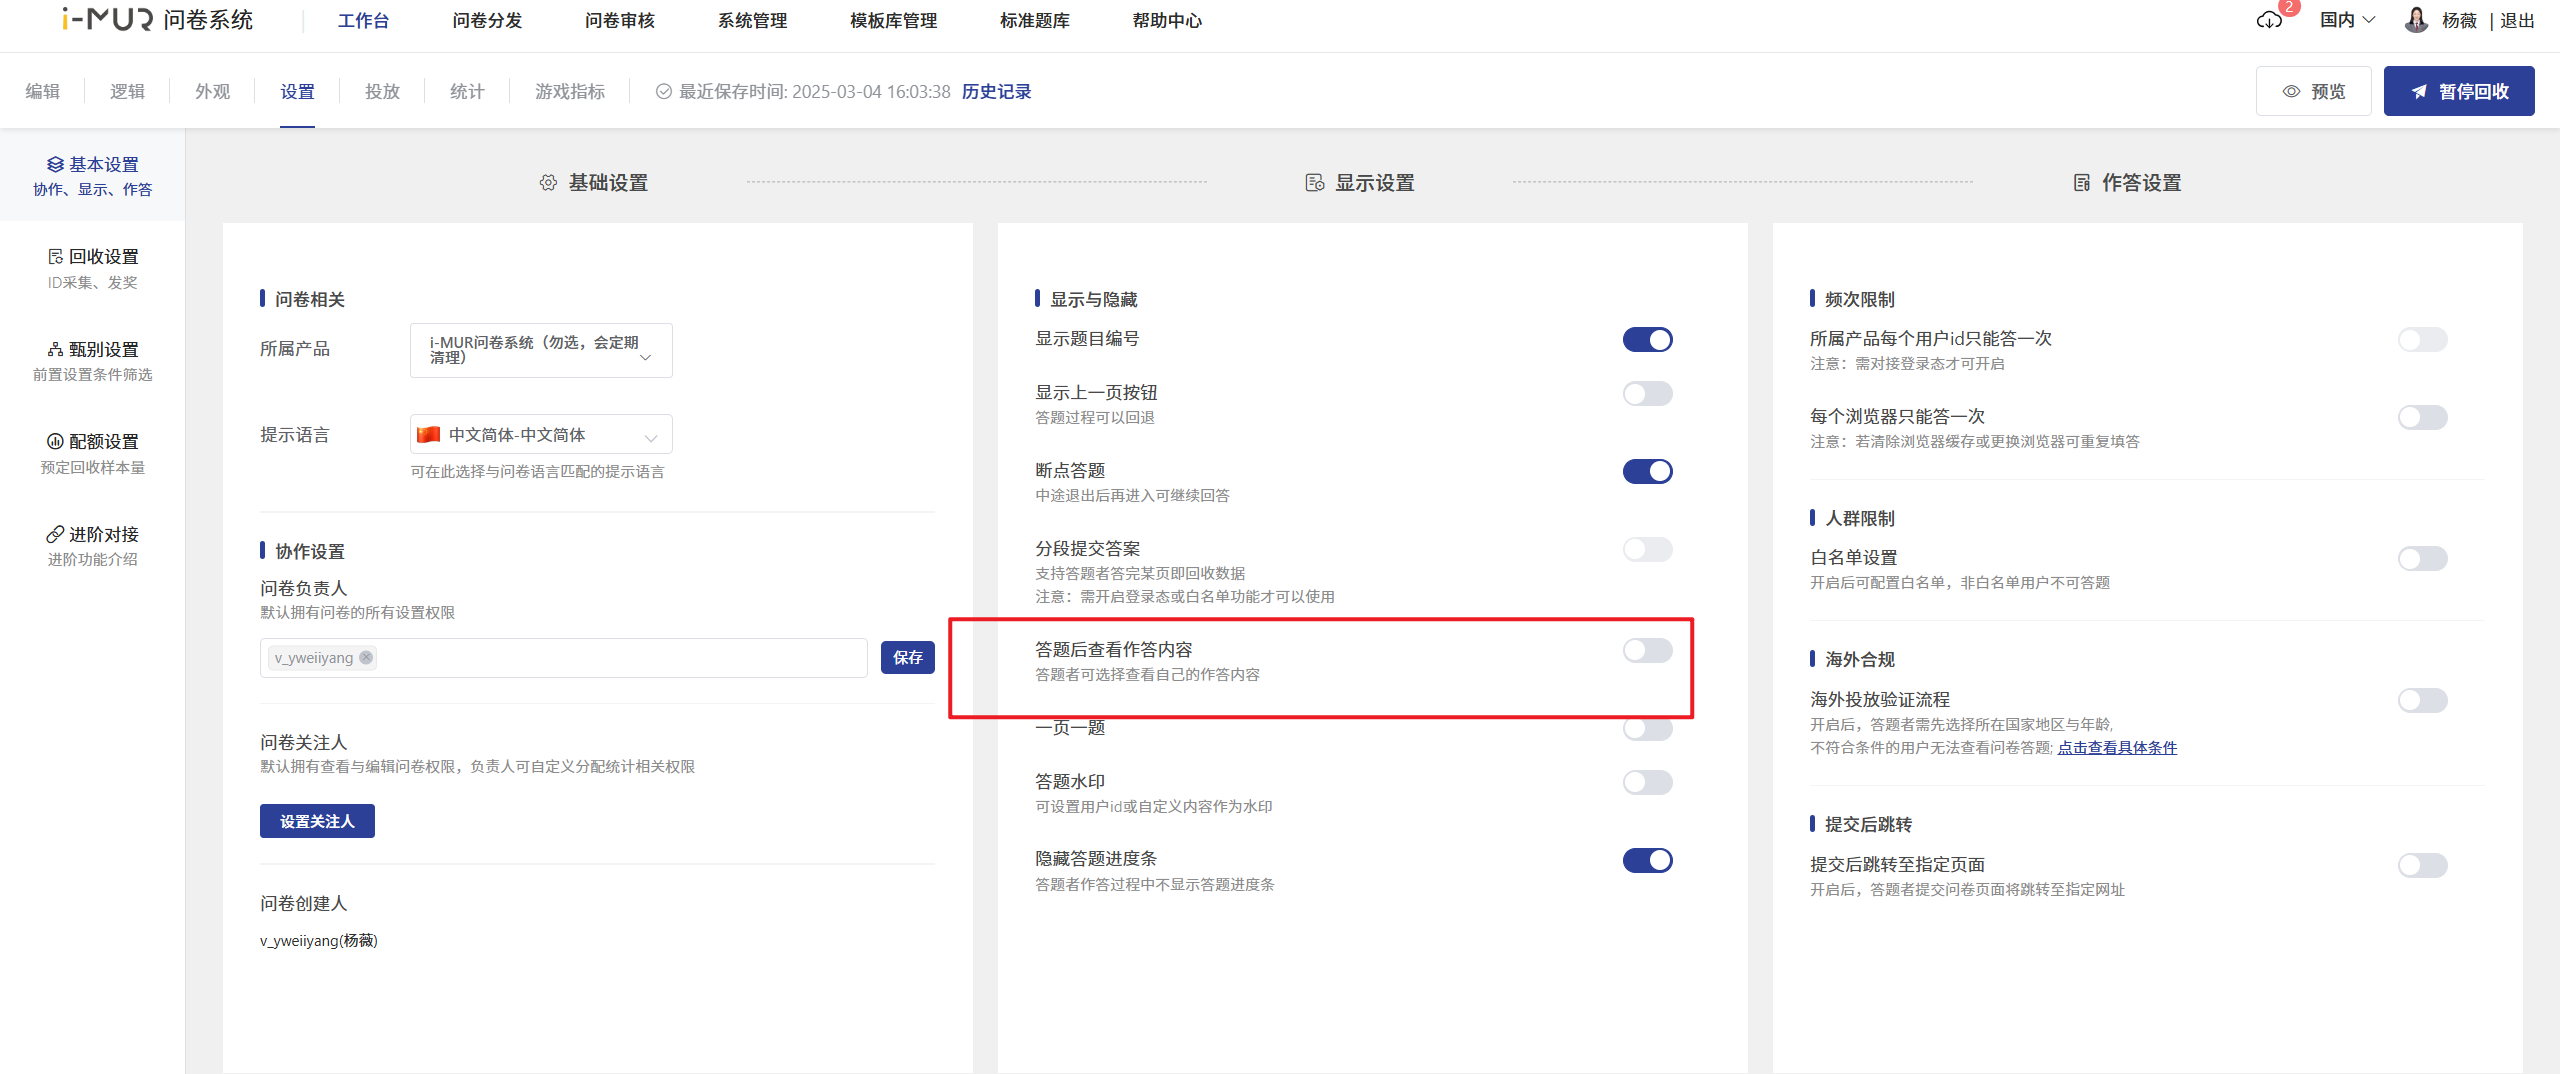 i-MUR 问卷系统
工作台
问卷分发
问卷审核
系统管理
模板库管理
标准题库
帮助中心
2
国内
杨薇 | 退出
编辑
逻辑
外观
设置
投放
统计
游戏指标
最近保存时间: 2025-03-04 16:03:38 历史记录
预览
暂停回收
基本设置
协作、显示、作答
回收设置
ID采集、发奖
甄别设置
前置设置条件筛选
配额设置
预定回收样本量
进阶对接
进阶功能介绍
基础设置
显示设置
作答设置
问卷相关
所属产品
i-MUR问卷系统（勿选，会定期
清理）
提示语言
中文简体-中文简体
可在此选择与问卷语言匹配的提示语言
协作设置
问卷负责人
默认拥有问卷的所有设置权限
v_yweiiyang
保存
问卷关注人
默认拥有查看与编辑问卷权限，负责人可自定义分配统计相关权限
设置关注人
问卷创建人
v_yweiiyang(杨薇)
显示与隐藏
显示题目编号
显示上一页按钮
答题过程可以回退
断点答题
中途退出后再进入可继续回答
分段提交答案
支持答题者答完某页即回收数据
注意：需开启登录态或白名单功能才可以使用
答题后查看作答内容
答题者可选择查看自己的作答内容
一页一题
答题水印
可设置用户id或自定义内容作为水印
隐藏答题进度条
答题者作答过程中不显示答题进度条
频次限制
所属产品每个用户id只能答一次
注意：需对接登录态才可开启
每个浏览器只能答一次
注意：若清除浏览器缓存或更换浏览器可重复填答
人群限制
白名单设置
开启后可配置白名单，非白名单用户不可答题
海外合规
海外投放验证流程
开启后，答题者需先选择所在国家地区与年龄,
不符合条件的用户无法查看问卷答题; 点击查看具体条件
提交后跳转
提交后跳转至指定页面
开启后，答题者提交问卷页面将跳转至指定网址